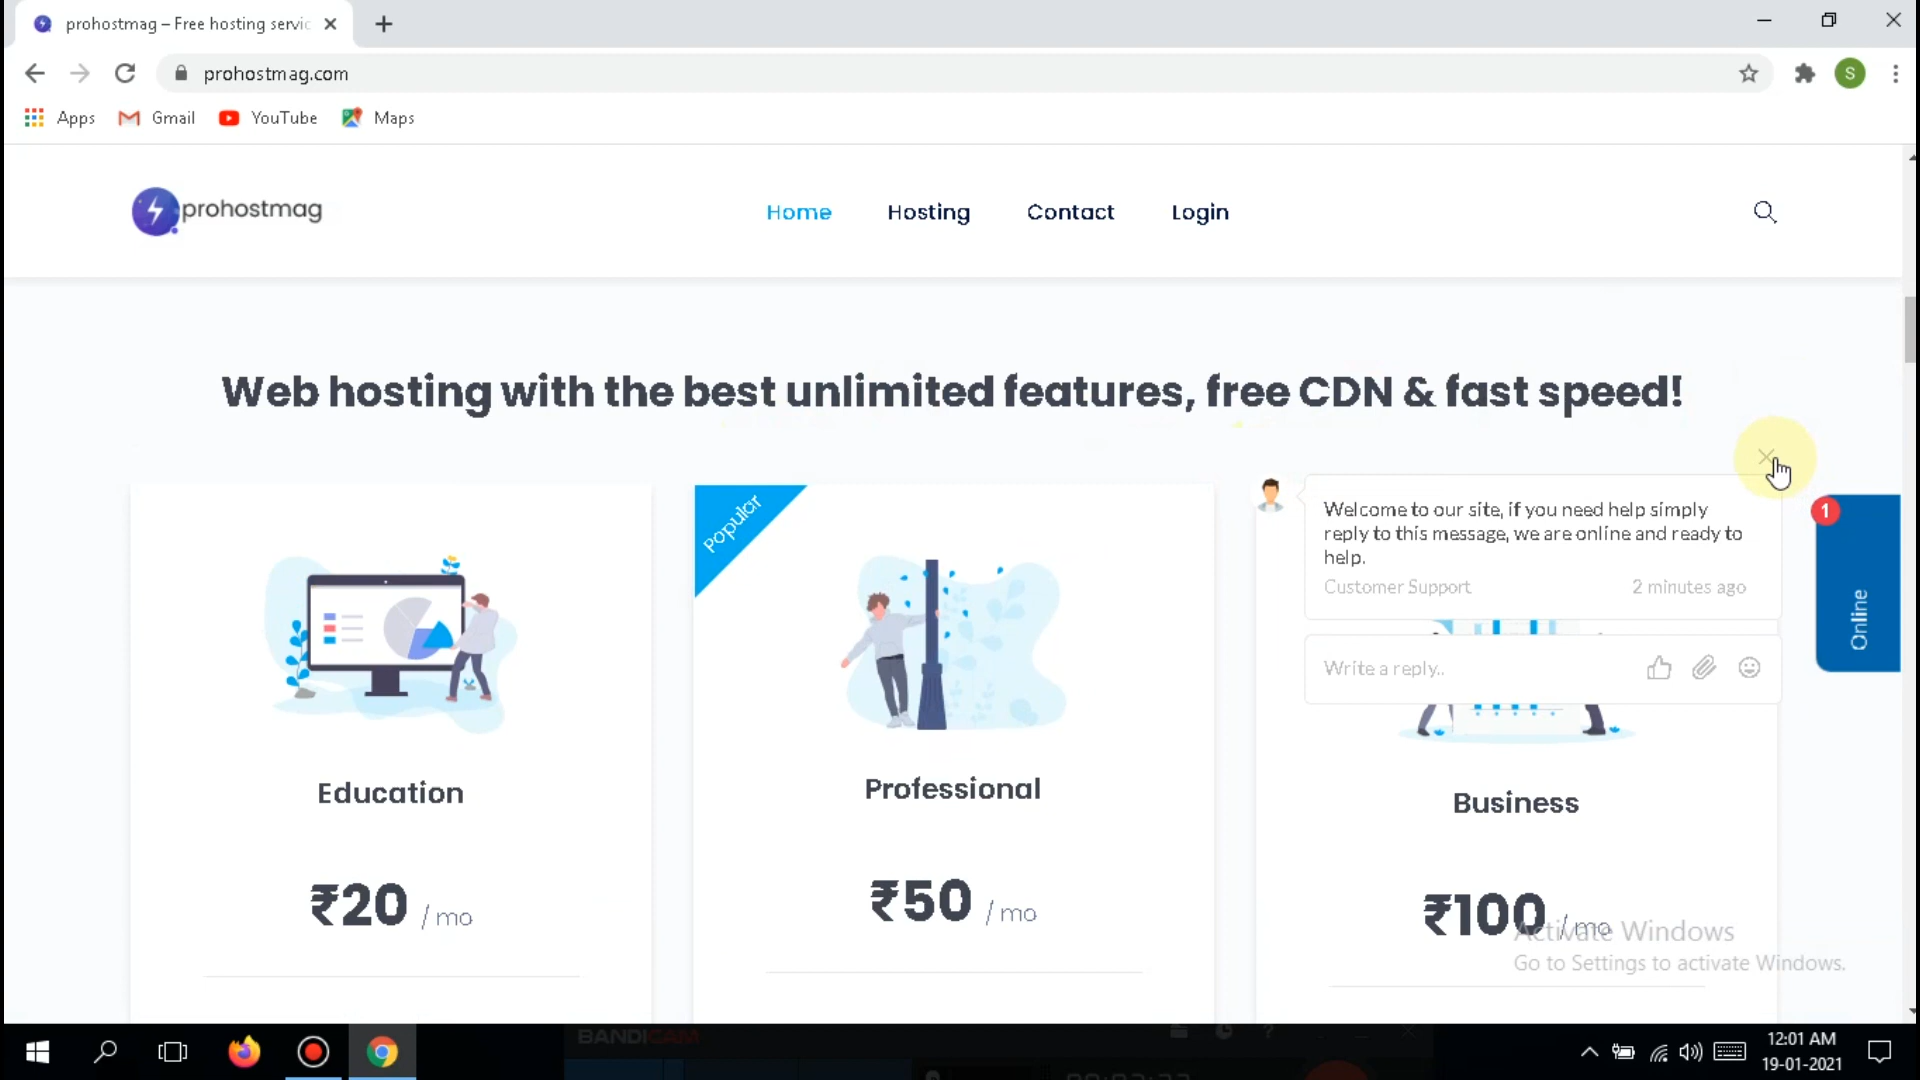 prohostmag – Free hosting servic
prohostmag.com
S
Apps
Gmail
YouTube
Maps
prohostmag
Home
Hosting
Contact
Login
Web hosting with the best unlimited features, free CDN & fast speed!
Popular
Welcome to our site, if you need help simply
reply to this message, we are online and ready to
help.
Customer Support
2 minutes ago
1
Online
Write a reply..
Education
Professional
Business
₹20 / mo
₹50 / mo
₹100 / mo
Activate Windows
Go to Settings to activate Windows.
BANDICAM
12:01 AM
19-01-2021